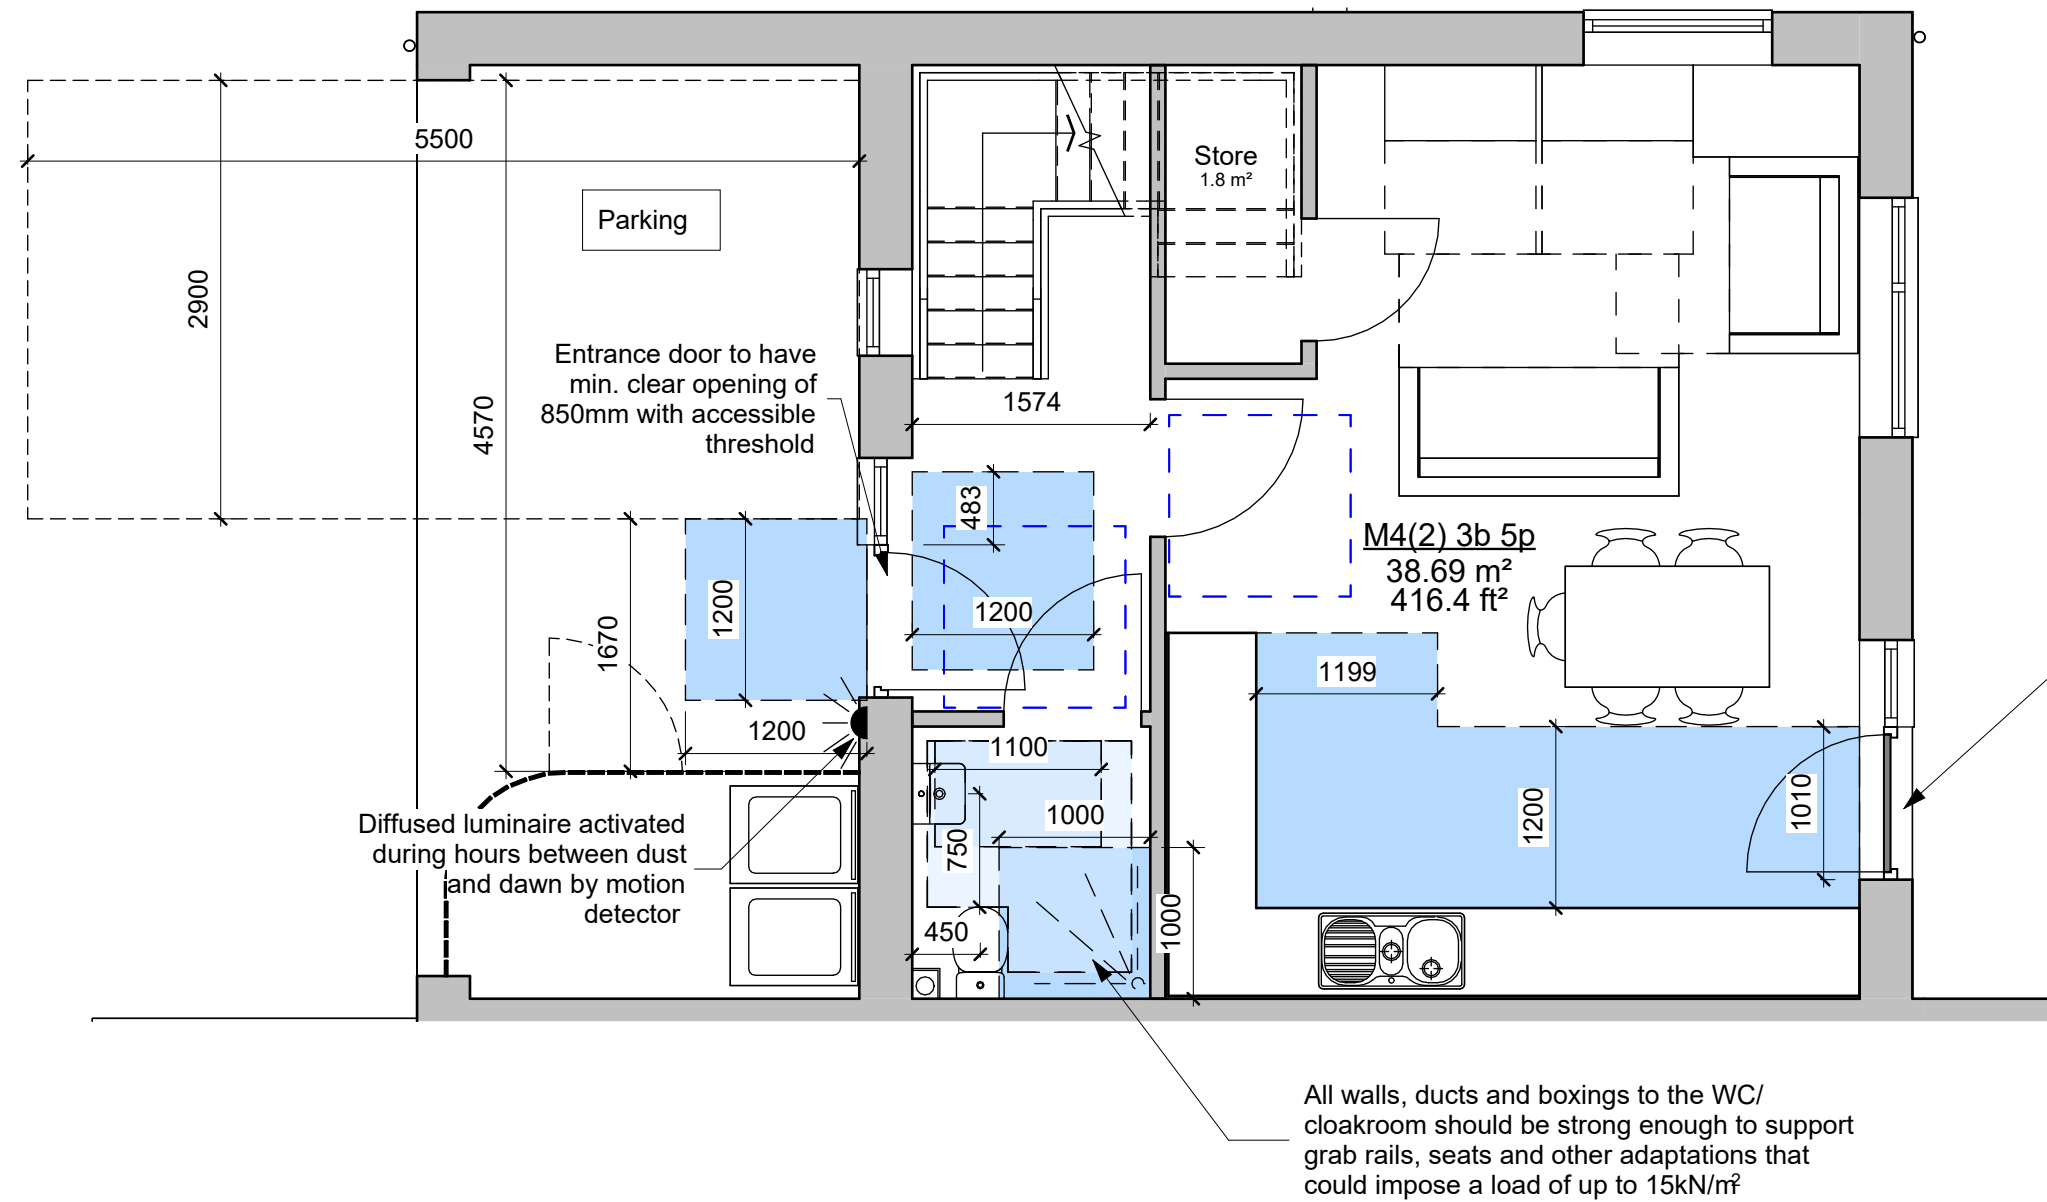 5500
Store
1.8 m²
Parking
2900
Entrance door to have
min. clear opening of
850mm with accessible
threshold
4570
1574
483
M4(2) 3b 5p
38.69 m²
416.4 ft²
1200
1200
1670
1199
1200
1100
1000
750
1200
1010
Diffused luminaire activated
during hours between dust
and dawn by motion
detector
450
1000
All walls, ducts and boxings to the WC/
cloakroom should be strong enough to support
grab rails, seats and other adaptations that
could impose a load of up to 15kN/m²